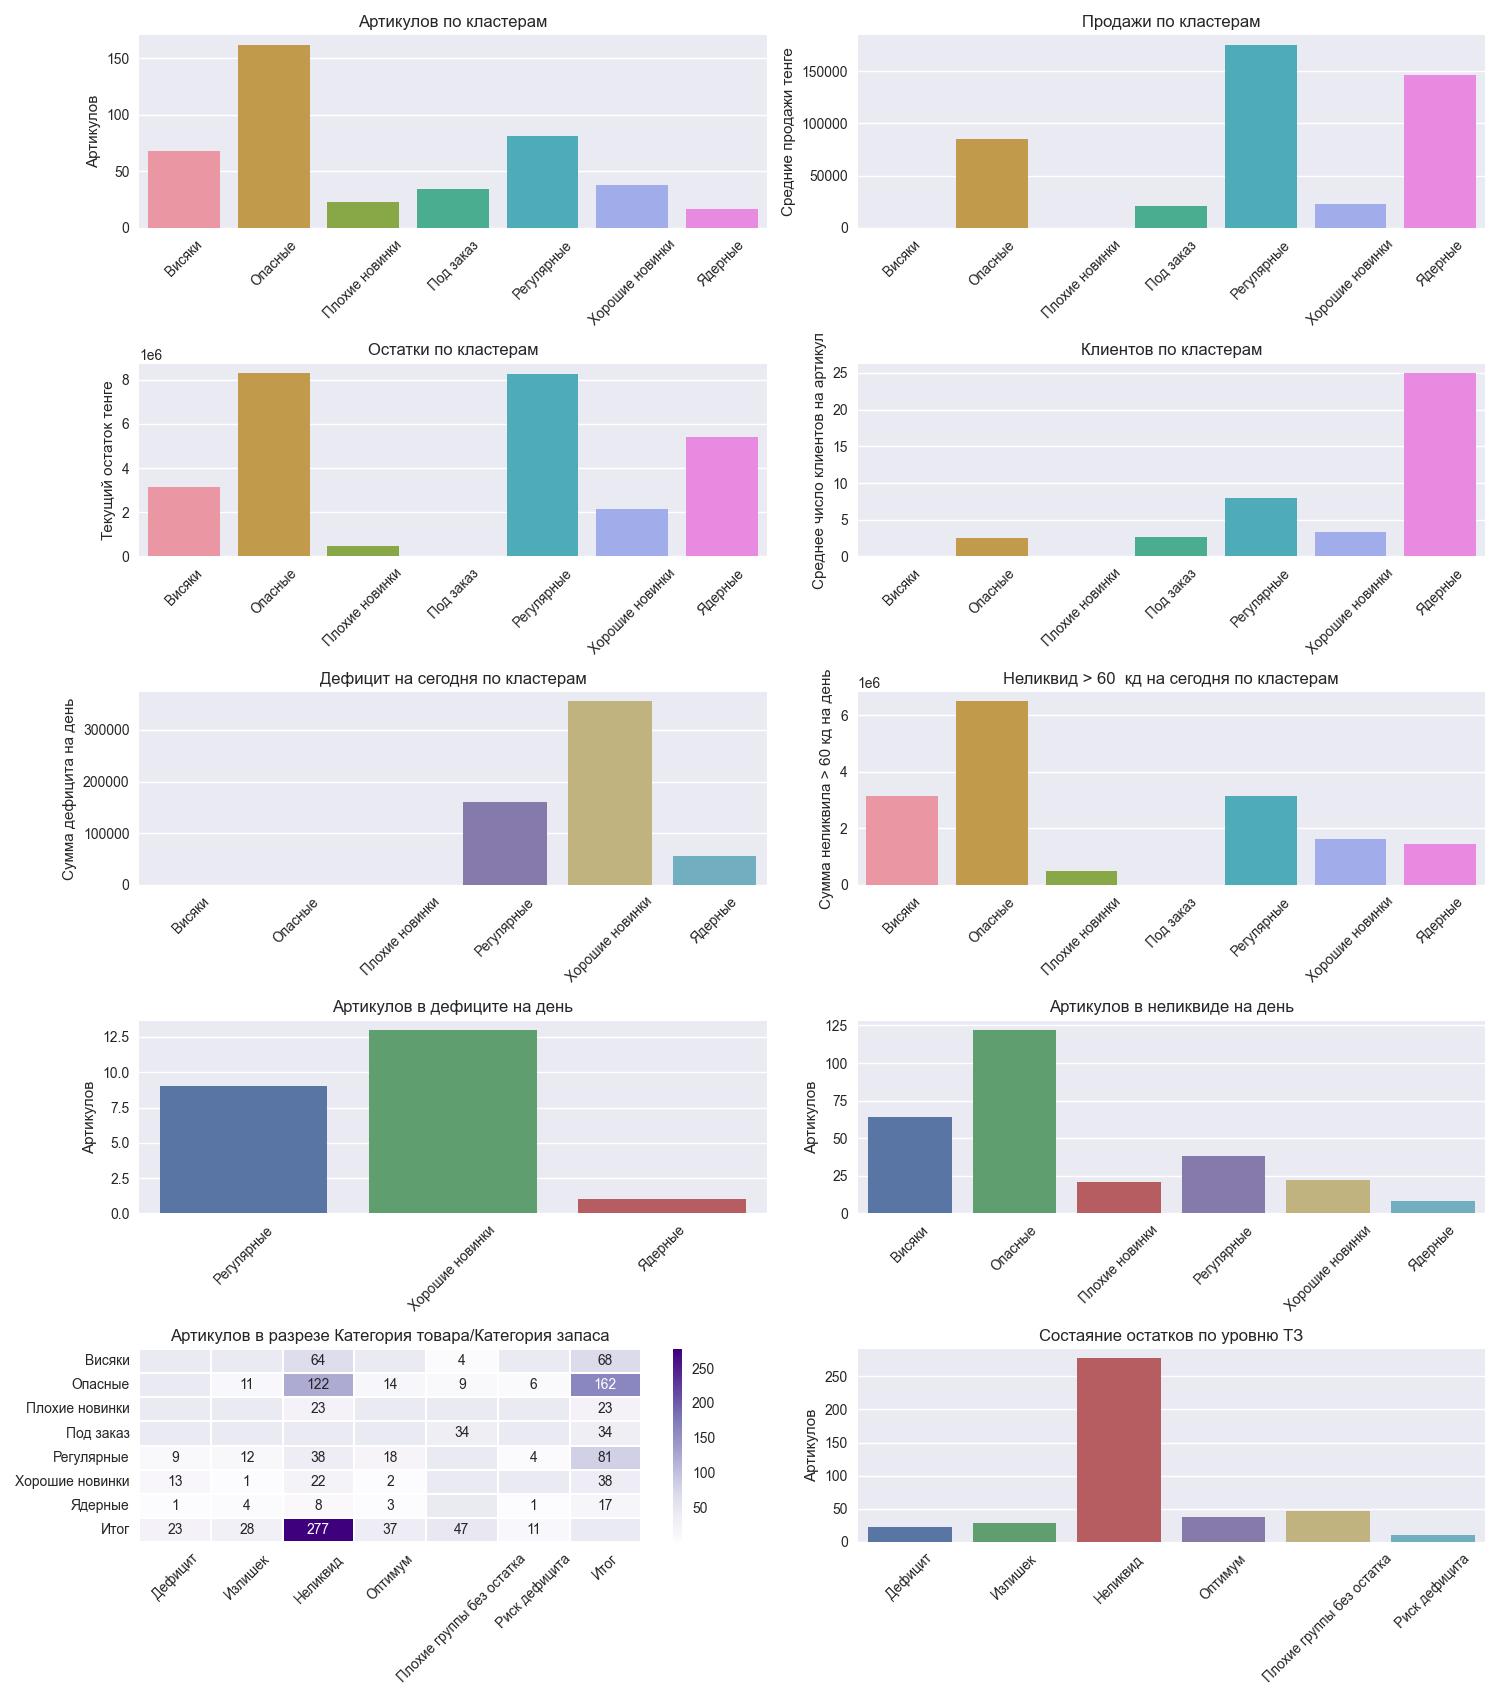 Артикулов по кластерам
Артикулов
150
100
50
0
Висяки
Опасные
Плохие новинки
Под заказ
Регулярные
Хорошие новинки
Ядерные
Продажи по кластерам
Средние продажи тенге
150000
100000
50000
0
Висяки
Опасные
Плохие новинки
Под заказ
Регулярные
Хорошие новинки
Ядерные
Остатки по кластерам
1e6
Текущий остаток тенге
8
6
4
2
0
Висяки
Опасные
Плохие новинки
Под заказ
Регулярные
Хорошие новинки
Ядерные
Клиентов по кластерам
Среднее число клиентов на артикул
25
20
15
10
5
0
Висяки
Опасные
Плохие новинки
Под заказ
Регулярные
Хорошие новинки
Ядерные
Дефицит на сегодня по кластерам
Сумма дефицита на день
300000
200000
100000
0
Висяки
Опасные
Плохие новинки
Регулярные
Хорошие новинки
Ядерные
Неликвид > 60 кд на сегодня по кластерам
1e6
Сумма неликвила > 60 кд на день
6
4
2
0
Висяки
Опасные
Плохие новинки
Под заказ
Регулярные
Хорошие новинки
Ядерные
Артикулов в дефиците на день
Артикулов
12.5
10.0
7.5
5.0
2.5
0.0
Регулярные
Хорошие новинки
Ядерные
Артикулов в неликвиде на день
Артикулов
125
100
75
50
25
0
Висяки
Опасные
Плохие новинки
Регулярные
Хорошие новинки
Ядерные
Артикулов в разрезе Категория товара/Категория запаса
Висяки 64 4 68
Опасные 11 122 14 9 6 162
Плохие новинки 23 23
Под заказ 34 34
Регулярные 9 12 38 18 4 81
Хорошие новинки 13 1 22 2 38
Ядерные 1 4 8 3 1 17
Итог 23 28 277 37 47 11
Дефицит
Излишек
Неликвид
Оптимум
Плохие группы без остатка
Риск дефицита
Итог
250
200
150
100
50
Состаяние остатков по уровню ТЗ
Артикулов
250
200
150
100
50
0
Дефицит
Излишек
Неликвид
Оптимум
Плохие группы без остатка
Риск дефицита